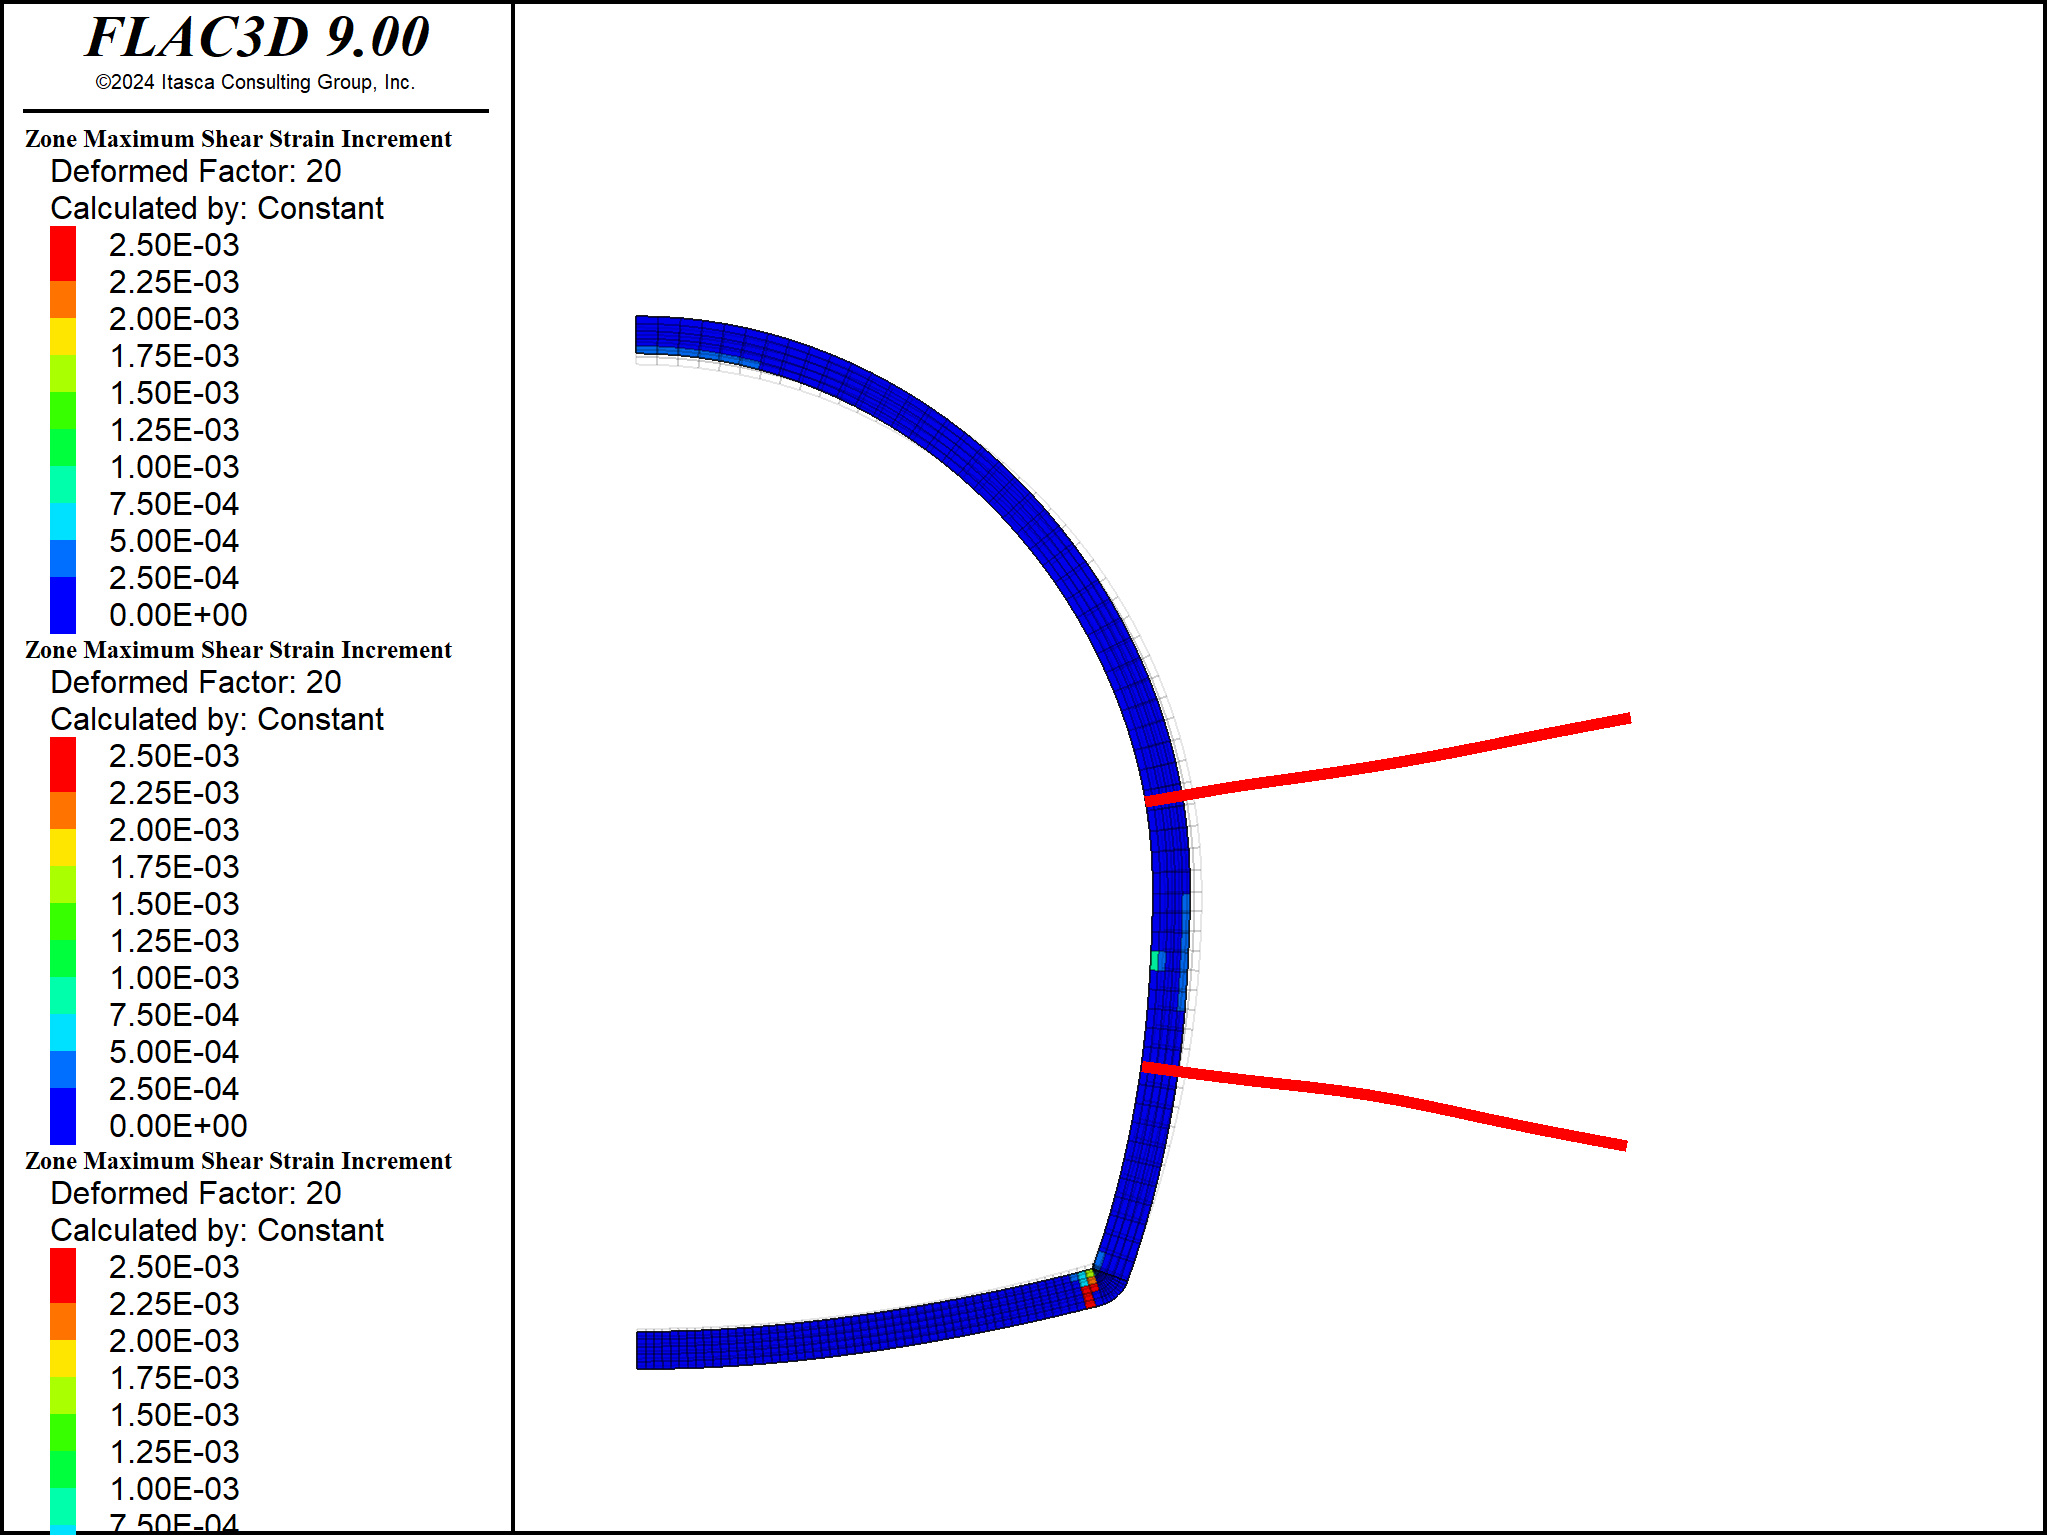 FLAC3D 9.00
©2024 Itasca Consulting Group, Inc.
Zone Maximum Shear Strain Increment
Deformed Factor: 20
Calculated by: Constant
2.50E-03
2.25E-03
2.00E-03
1.75E-03
1.50E-03
1.25E-03
1.00E-03
7.50E-04
5.00E-04
2.50E-04
0.00E+00
Zone Maximum Shear Strain Increment
Deformed Factor: 20
Calculated by: Constant
2.50E-03
2.25E-03
2.00E-03
1.75E-03
1.50E-03
1.25E-03
1.00E-03
7.50E-04
5.00E-04
2.50E-04
0.00E+00
Zone Maximum Shear Strain Increment
Deformed Factor: 20
Calculated by: Constant
2.50E-03
2.25E-03
2.00E-03
1.75E-03
1.50E-03
1.25E-03
1.00E-03
7.50E-04